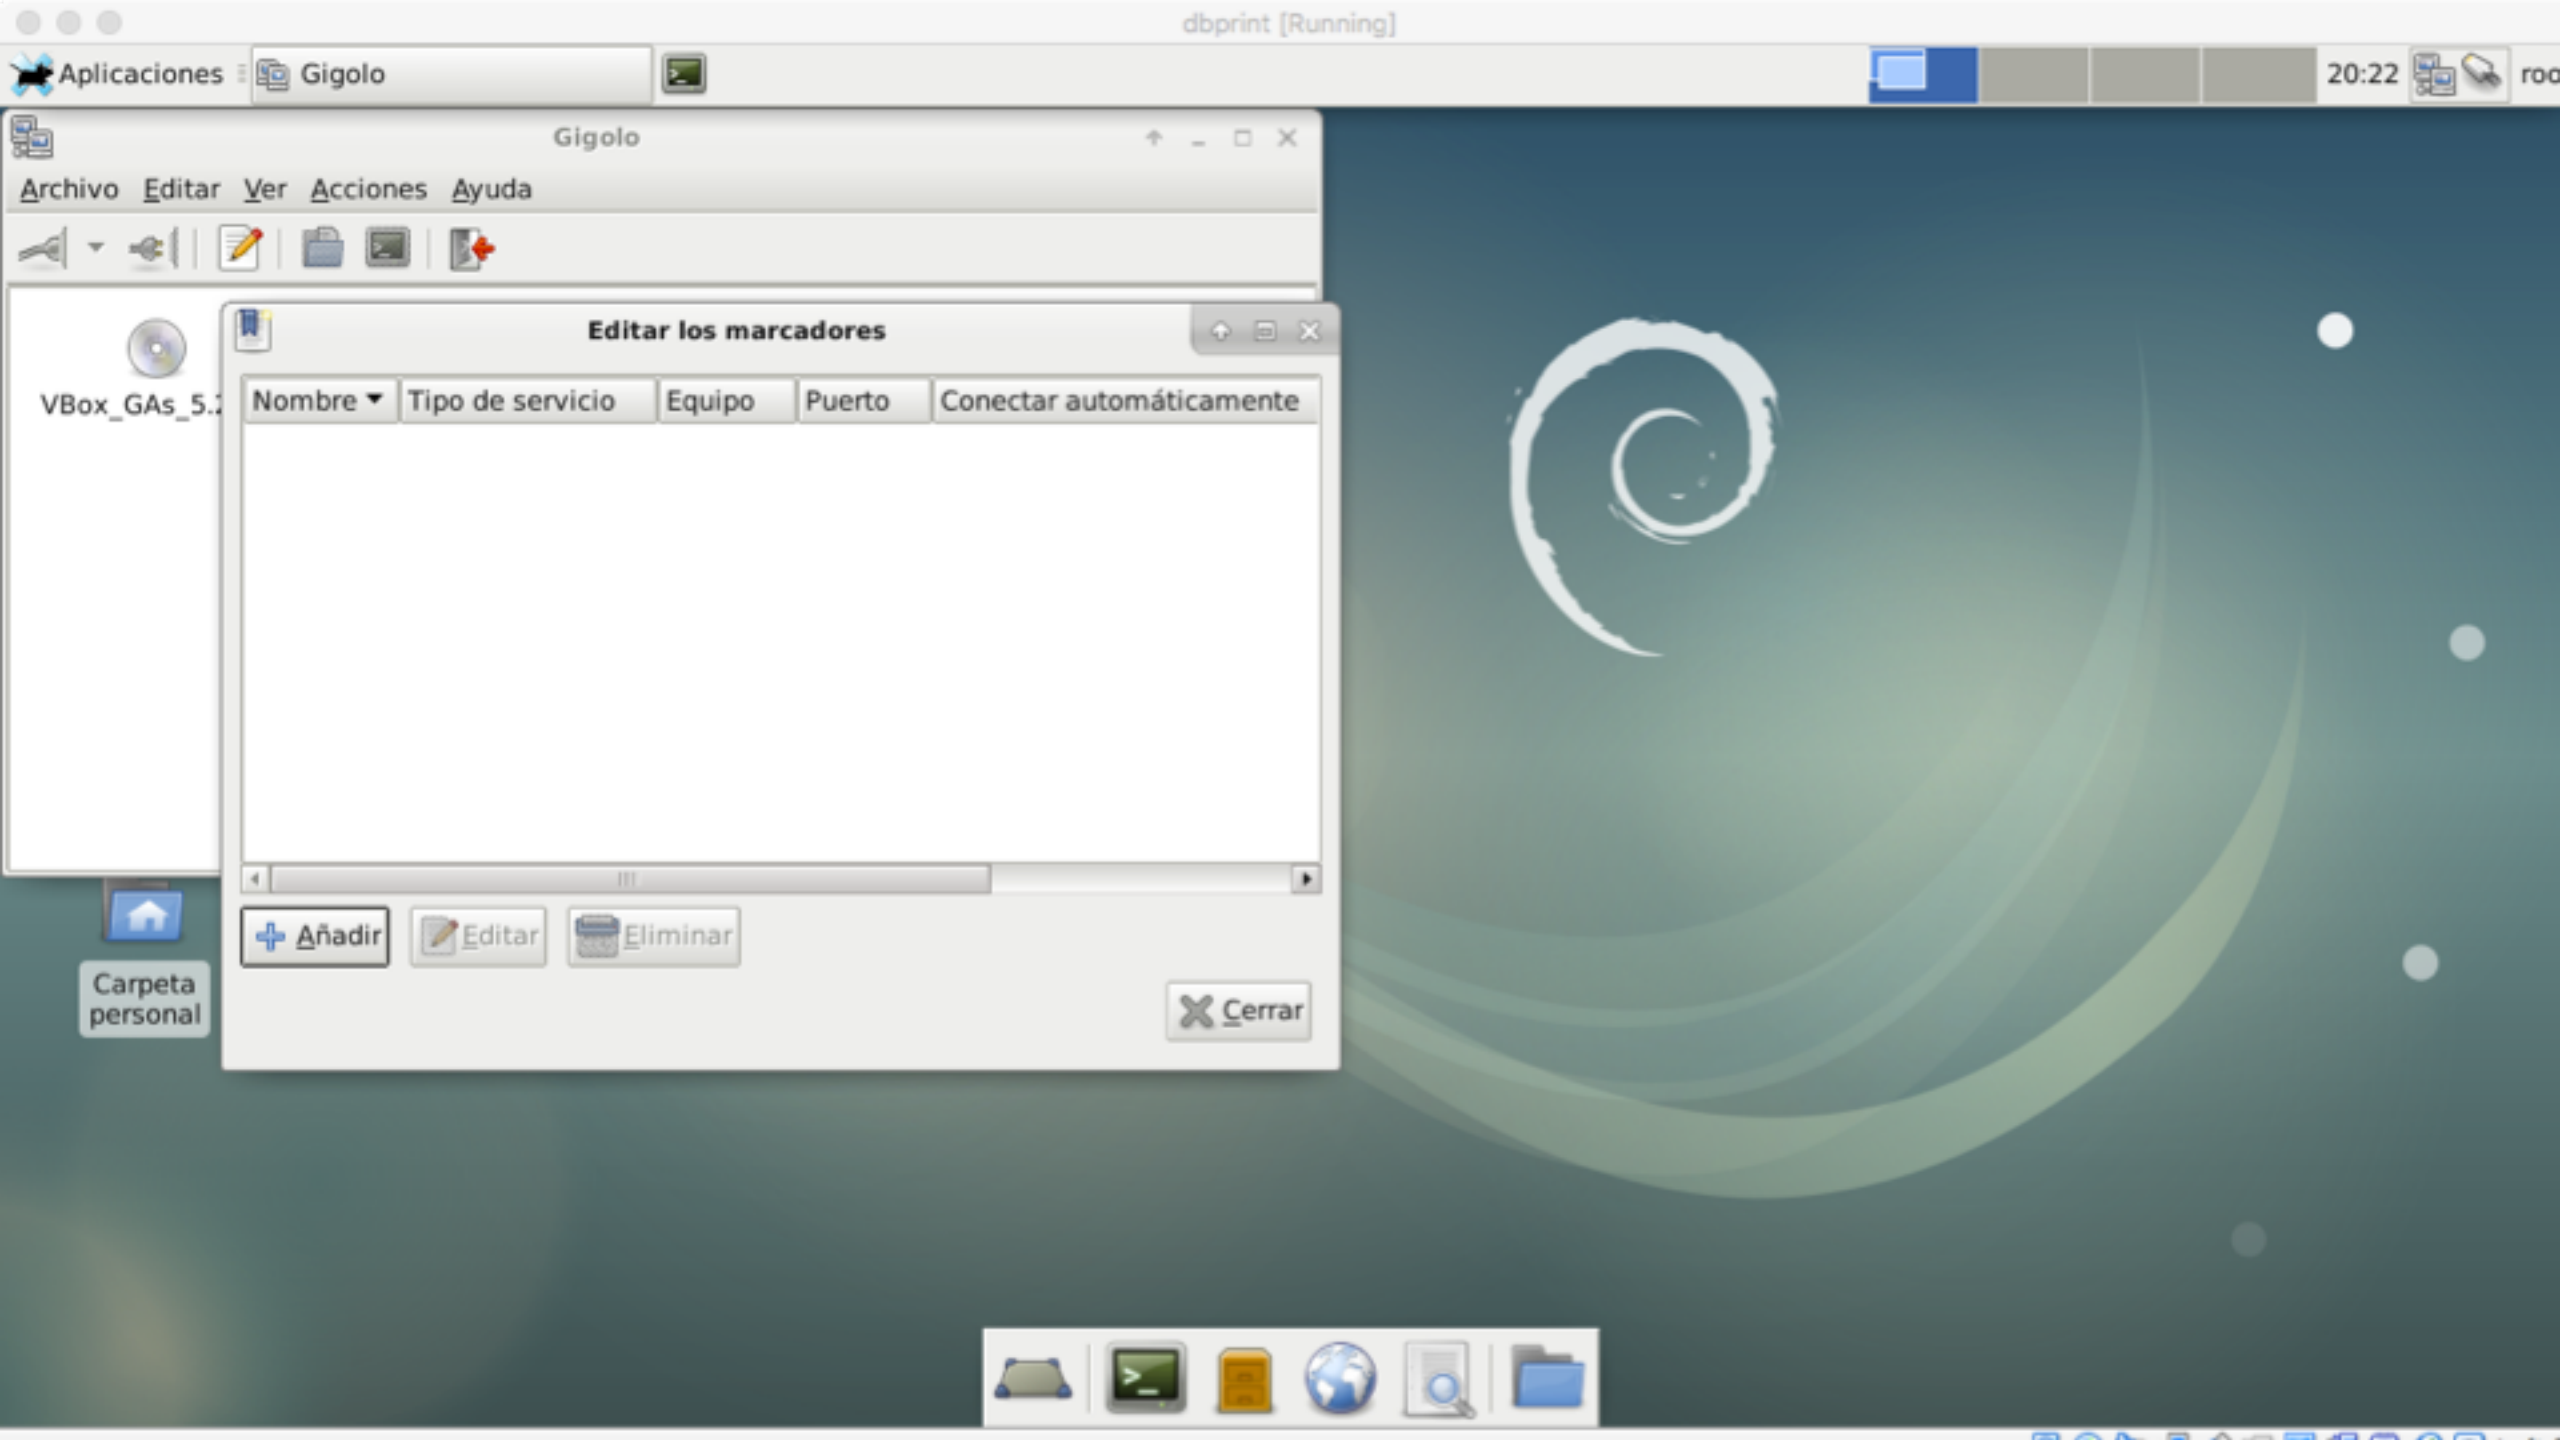 dbprint [Running]
Aplicaciones
Gigolo
20:22
Gigolo
Archivo Editar Ver Acciones Ayuda
VBox_GAs_5.
Editar los marcadores
Nombre Tipo de servicio Equipo Puerto Conectar automáticamente
Añadir Editar Eliminar
Cerrar
Carpeta
personal